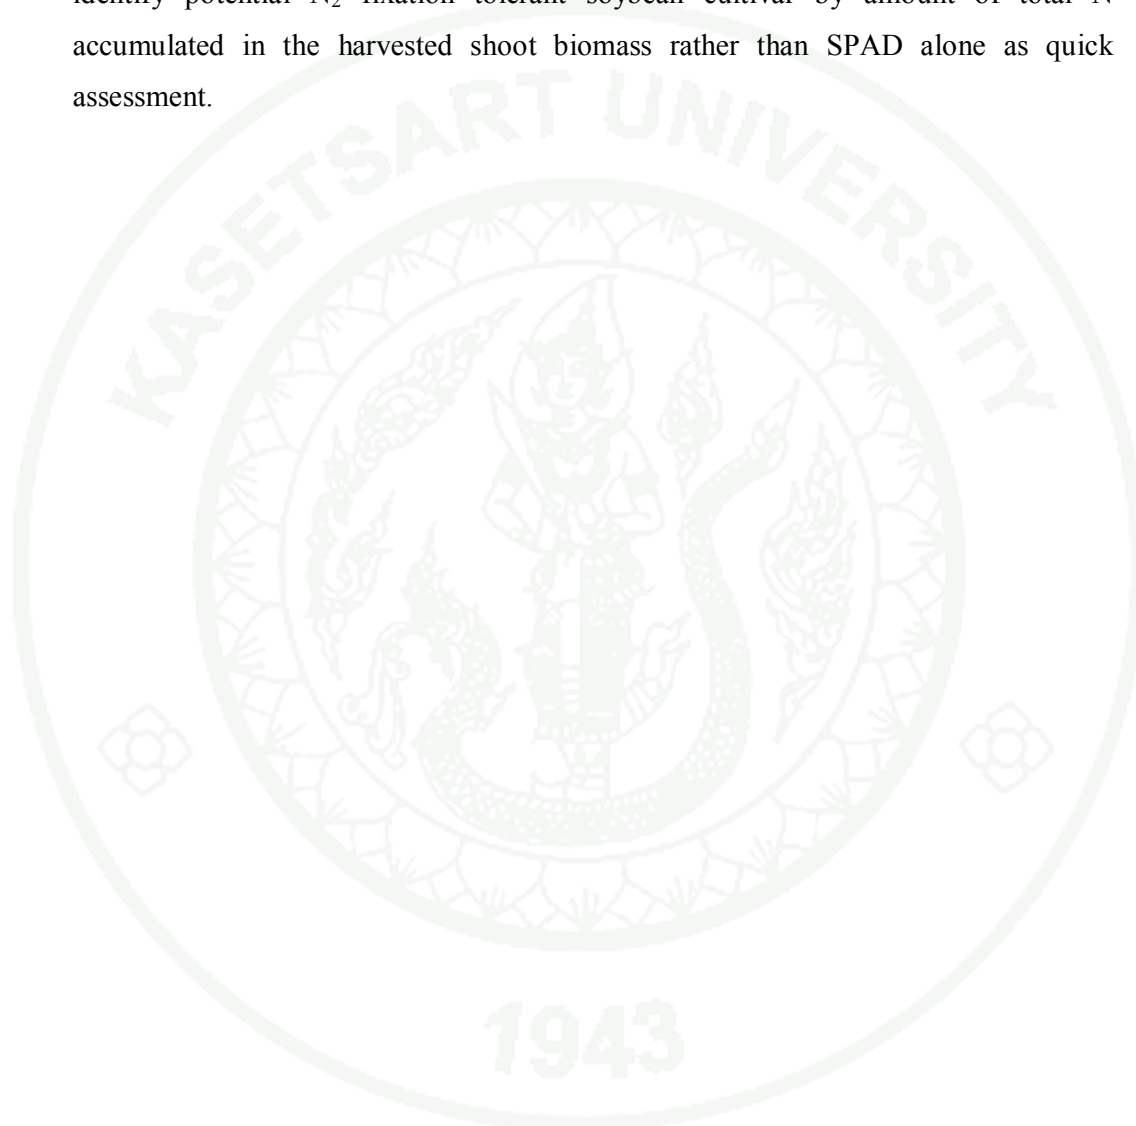 identify potential N₂ fixation tolerant soybean cultivar by amount of total N
accumulated in the harvested shoot biomass rather than SPAD alone as quick
assessment.
KASETSART UNIVERSITY
1943